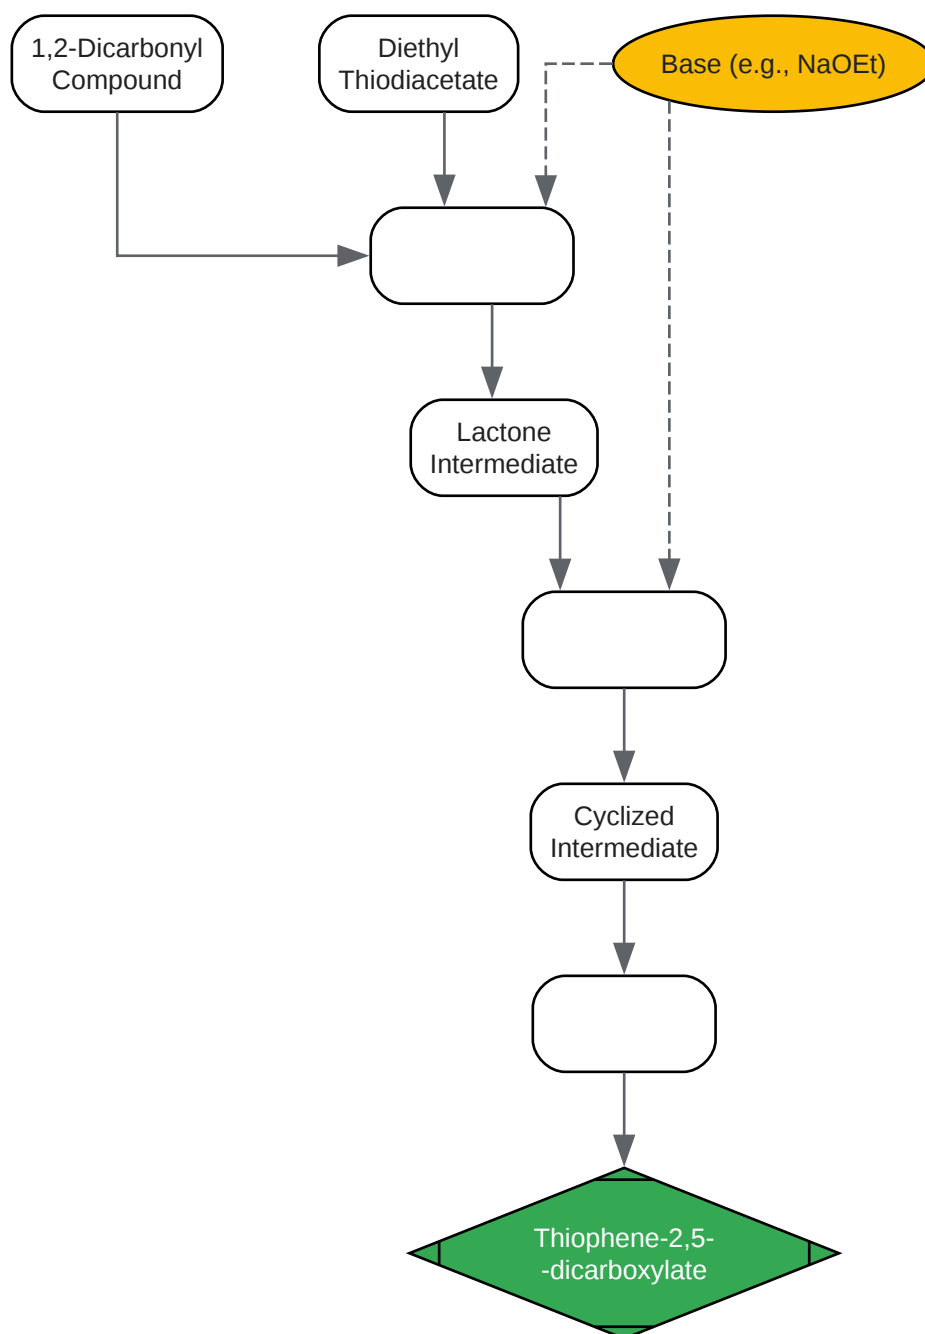 1,2-Dicarbonyl
Compound
Diethyl
Thiodiacetate
Base (e.g., NaOEt)
Lactone
Intermediate
Cyclized
Intermediate
Thiophene-2,5-
-dicarboxylate